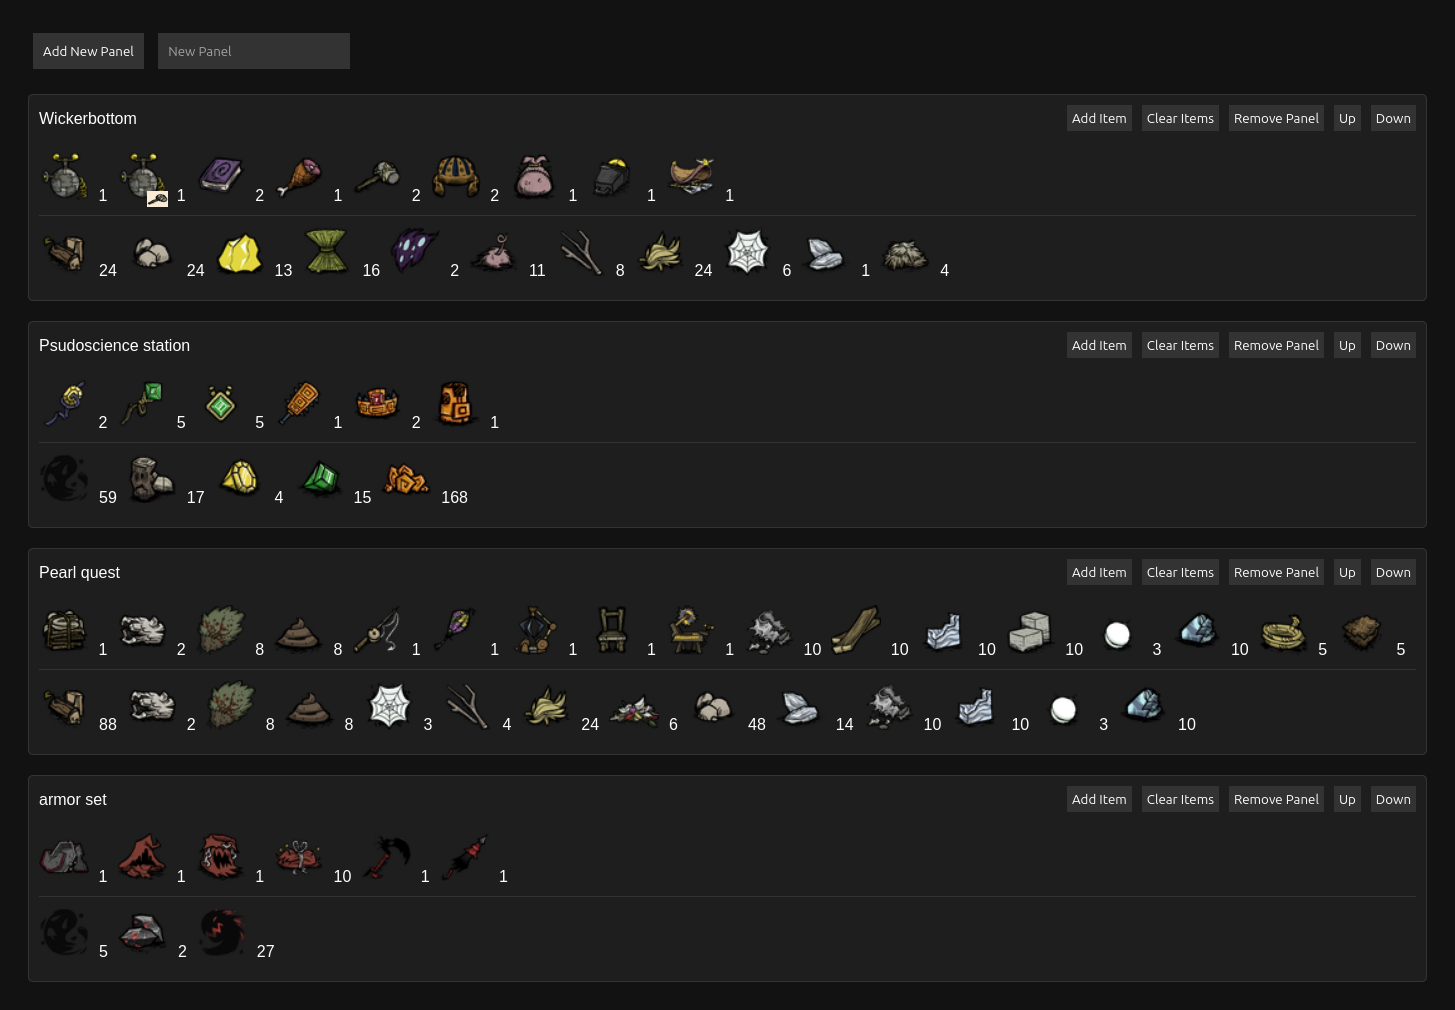 Add New Panel New Panel
Wickerbottom Add Item Clear Items Remove Panel Up Down
1 1 2 1 2 2 1 1 1
24 24 13 16 2 11 8 24 6 1 4
Psudoscience station Add Item Clear Items Remove Panel Up Down
2 5 5 1 2 1
59 17 4 15 168
Pearl quest Add Item Clear Items Remove Panel Up Down
1 2 8 8 1 1 1 1 1 10 10 10 10 3 10 5 5
88 2 8 8 3 4 24 6 48 14 10 10 3 10
armor set Add Item Clear Items Remove Panel Up Down
1 1 1 10 1 1
5 2 27